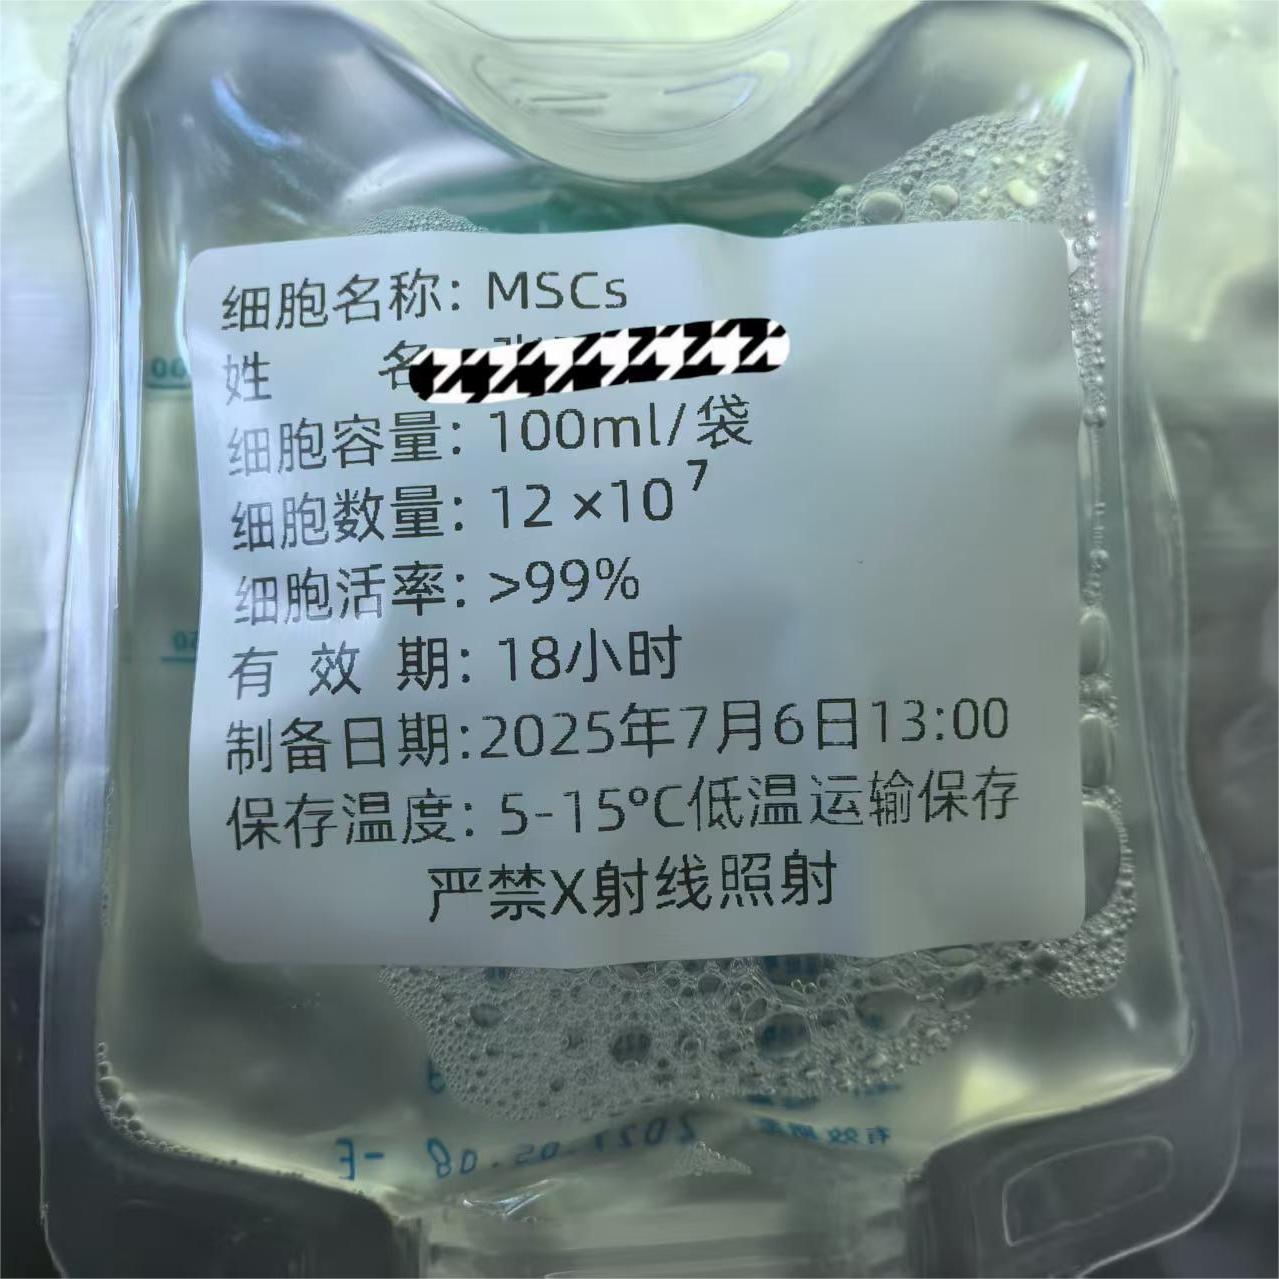 细胞名称: MSCs
姓 名
细胞容量: 100ml/袋
细胞数量: 12 ×10⁷
细胞活率: >99%
有 效 期: 18小时
制备日期:2025年7月6日13:00
保存温度: 5-15℃低温运输保存
严禁X射线照射